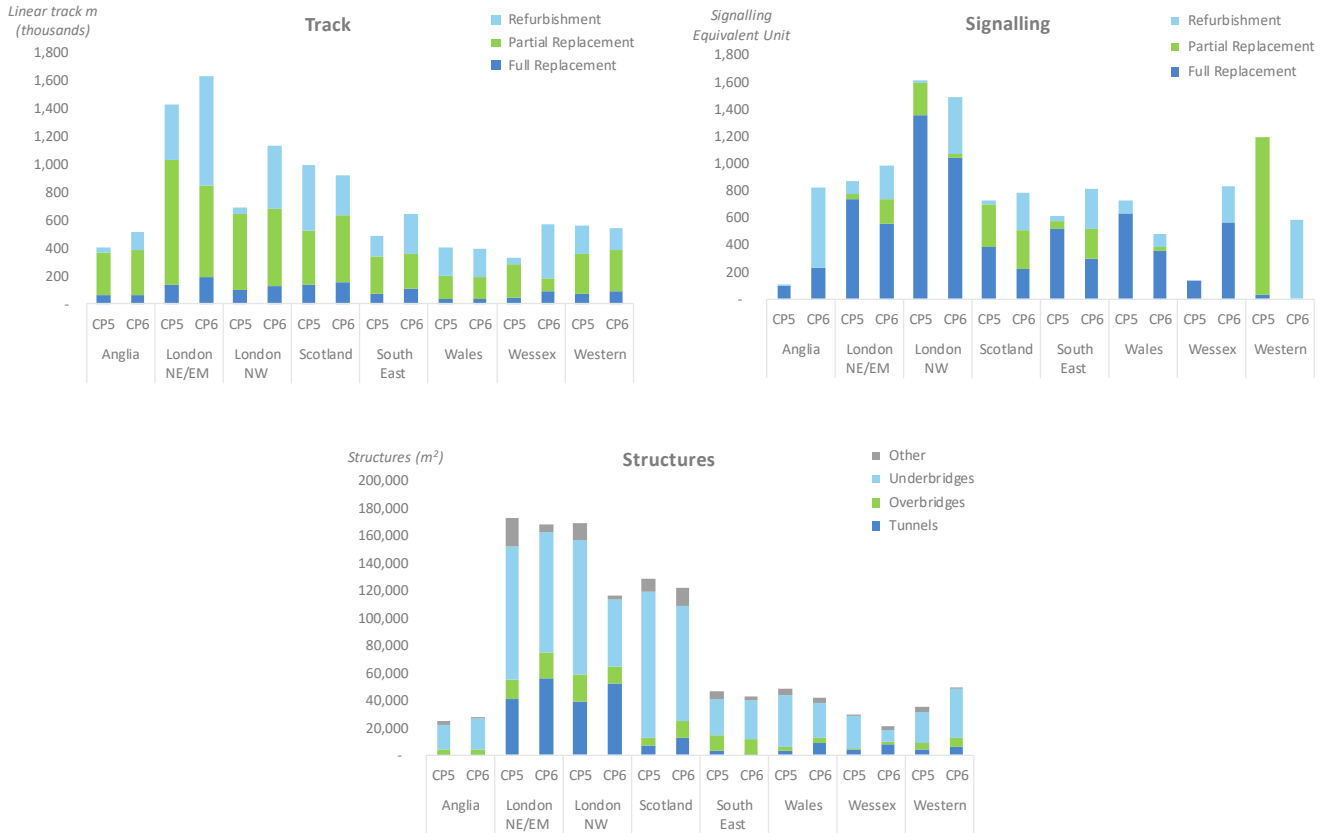 Linear track m
(thousands)
Track
Refurbishment
Partial Replacement
Full Replacement
1,800
1,600
1,400
1,200
1,000
800
600
400
200
-
CP5 CP6 CP5 CP6 CP5 CP6 CP5 CP6 CP5 CP6 CP5 CP6 CP5 CP6 CP5 CP6
Anglia London London Scotland South Wales Wessex Western
NE/EM NW East
Signalling
Equivalent Unit
Signalling
Refurbishment
Partial Replacement
Full Replacement
1,800
1,600
1,400
1,200
1,000
800
600
400
200
-
CP5 CP6 CP5 CP6 CP5 CP6 CP5 CP6 CP5 CP6 CP5 CP6 CP5 CP6 CP5 CP6
Anglia London London Scotland South Wales Wessex Western
NE/EM NW East
Structures (m²)
Structures
Other
Underbridges
Overbridges
Tunnels
200,000
180,000
160,000
140,000
120,000
100,000
80,000
60,000
40,000
20,000
-
CP5 CP6 CP5 CP6 CP5 CP6 CP5 CP6 CP5 CP6 CP5 CP6 CP5 CP6 CP5 CP6
Anglia London London Scotland South Wales Wessex Western
NE/EM NW East